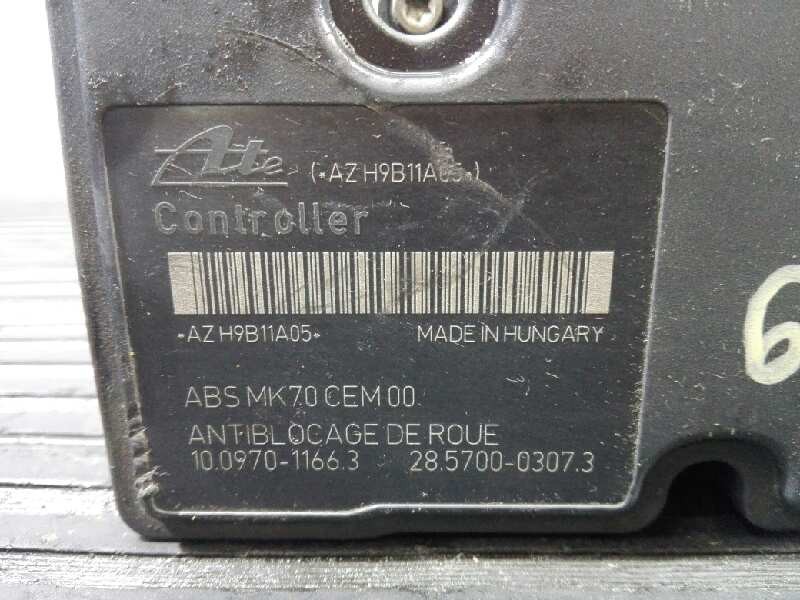 Ate (*AZ H9B11A05*)
Controller
*AZ H9B11A05* MADE IN HUNGARY
ABS MK70 CEM 00.
ANTIBLOCAGE DE ROUE
10.0970-1166.3 28.5700-0307.3
6